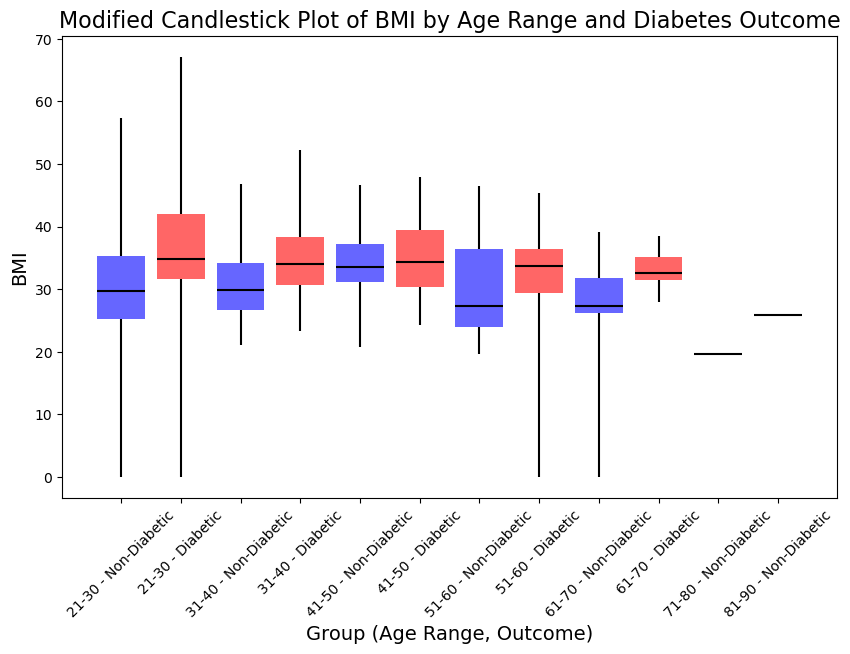 Modified Candlestick Plot of BMI by Age Range and Diabetes Outcome
70
60
50
40
30
20
10
0
BMI
21-30 - Non-Diabetic
21-30 - Diabetic
31-40 - Non-Diabetic
31-40 - Diabetic
41-50 - Non-Diabetic
41-50 - Diabetic
51-60 - Non-Diabetic
51-60 - Diabetic
61-70 - Non-Diabetic
61-70 - Diabetic
71-80 - Non-Diabetic
81-90 - Non-Diabetic
Group (Age Range, Outcome)